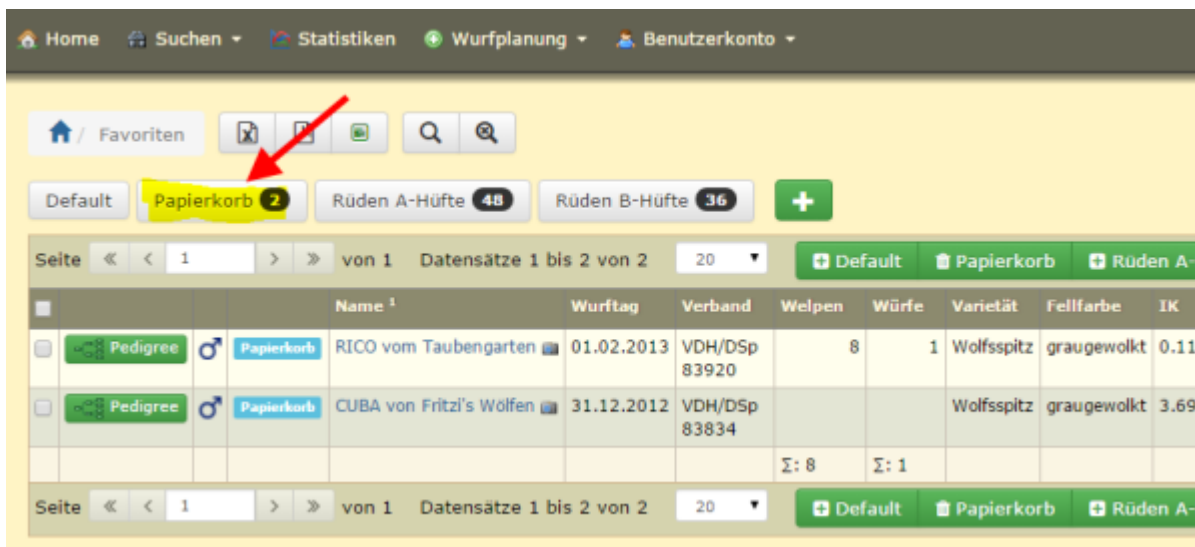 Home Suchen Statistiken Wurfplanung Benutzerkonto
/ Favoriten
Default Papierkorb 2 Rüden A-Hüfte 48 Rüden B-Hüfte 36
Seite 1 von 1 Datensätze 1 bis 2 von 2 20 Default Papierkorb Rüden A-
Name 1 Wurftag Verband Welpen Würfe Varietät Fellfarbe IK
Pedigree Papierkorb RICO vom Taubengarten 01.02.2013 VDH/DSp 8 1 Wolfsspitz graugewolkt 0.11
83920
Pedigree Papierkorb CUBA von Fritzi's Wölfen 31.12.2012 VDH/DSp Wolfsspitz graugewolkt 3.69
83834
Σ: 8 Σ: 1
Seite 1 von 1 Datensätze 1 bis 2 von 2 20 Default Papierkorb Rüden A-